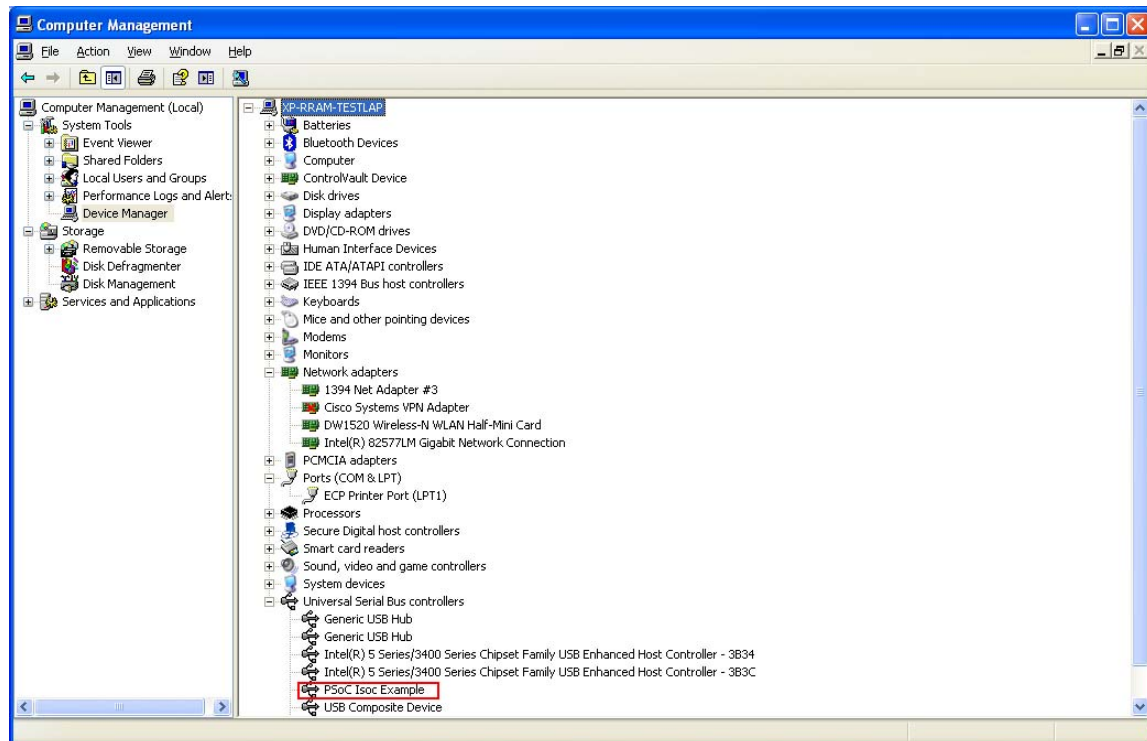 Computer Management
File Action View Window Help
Computer Management (Local)
System Tools
Event Viewer
Shared Folders
Local Users and Groups
Performance Logs and Alert
Device Manager
Storage
Removable Storage
Disk Defragmenter
Disk Management
Services and Applications
XP-RRAM-TESTLAP
Batteries
Bluetooth Devices
Computer
ControlVault Device
Disk drives
Display adapters
DVD/CD-ROM drives
Human Interface Devices
IDE ATA/ATAPI controllers
IEEE 1394 Bus host controllers
Keyboards
Mice and other pointing devices
Modems
Monitors
Network adapters
1394 Net Adapter #3
Cisco Systems VPN Adapter
DW1520 Wireless-N WLAN Half-Mini Card
Intel(R) 82577LM Gigabit Network Connection
PCMCIA adapters
Ports (COM & LPT)
ECP Printer Port (LPT1)
Processors
Secure Digital host controllers
Smart card readers
Sound, video and game controllers
System devices
Universal Serial Bus controllers
Generic USB Hub
Generic USB Hub
Intel(R) 5 Series/3400 Series Chipset Family USB Enhanced Host Controller - 3B34
Intel(R) 5 Series/3400 Series Chipset Family USB Enhanced Host Controller - 3B3C
PSoC Isoc Example
USB Composite Device